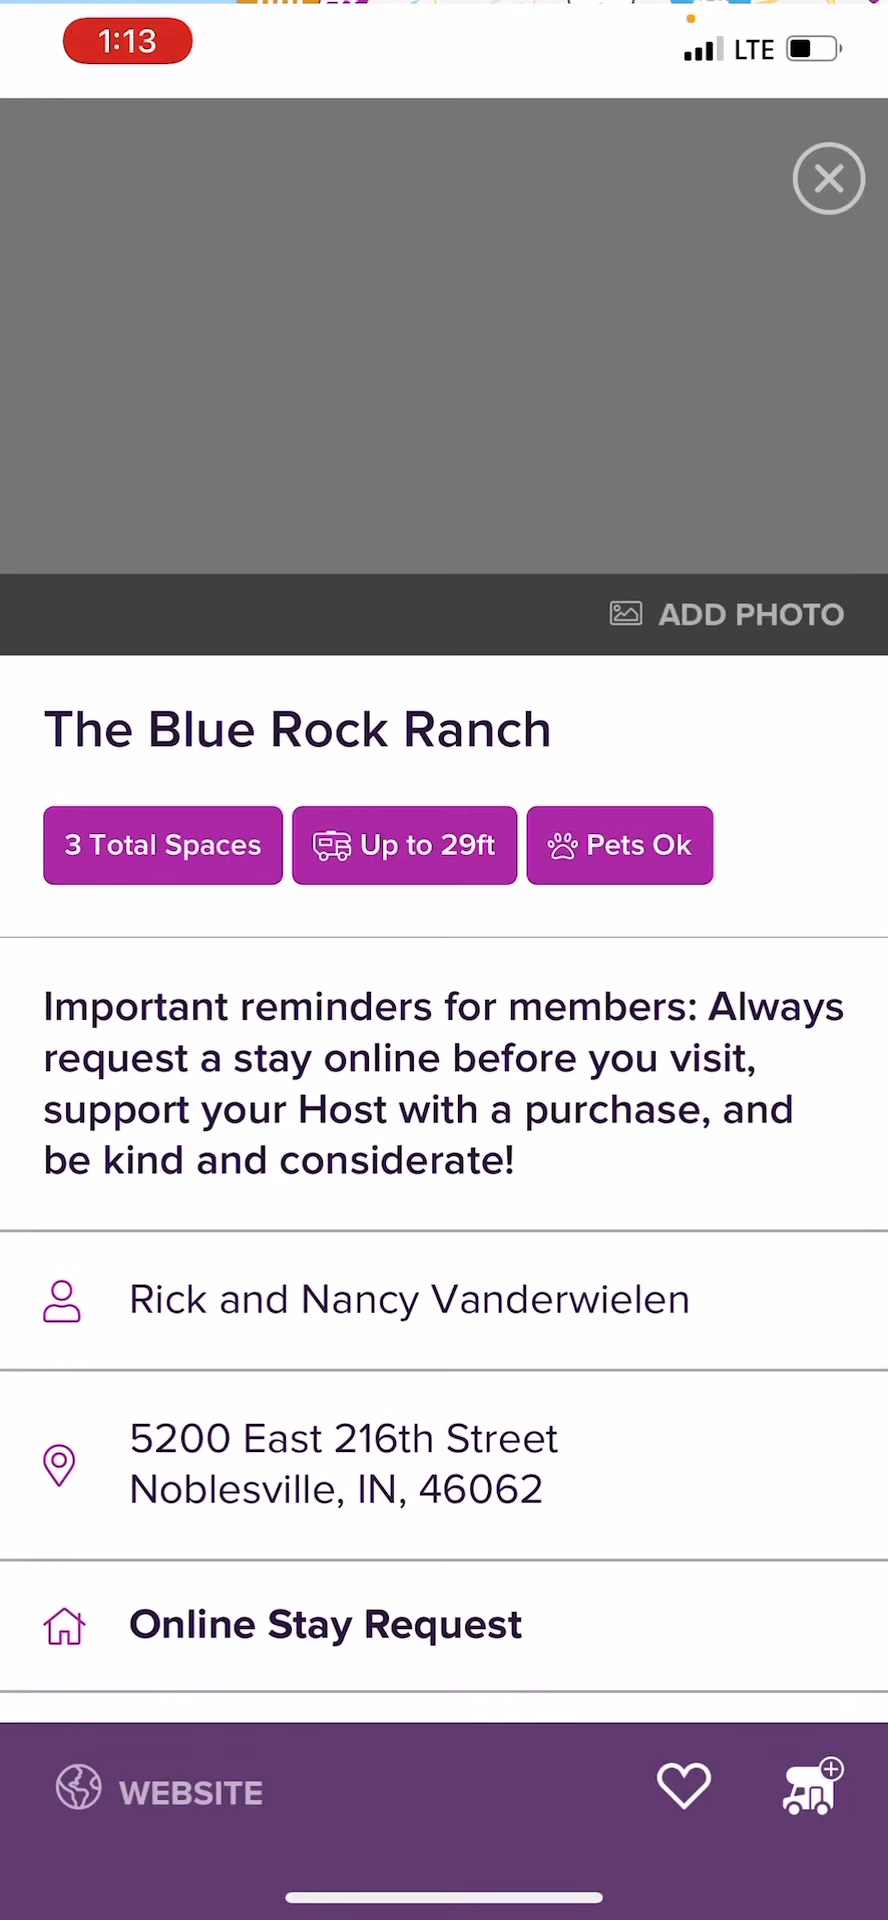 1:13
LTE
ADD PHOTO
The Blue Rock Ranch
3 Total Spaces
Up to 29ft
Pets Ok
Important reminders for members: Always
request a stay online before you visit,
support your Host with a purchase, and
be kind and considerate!
Rick and Nancy Vanderwielen
5200 East 216th Street
Noblesville, IN, 46062
Online Stay Request
WEBSITE